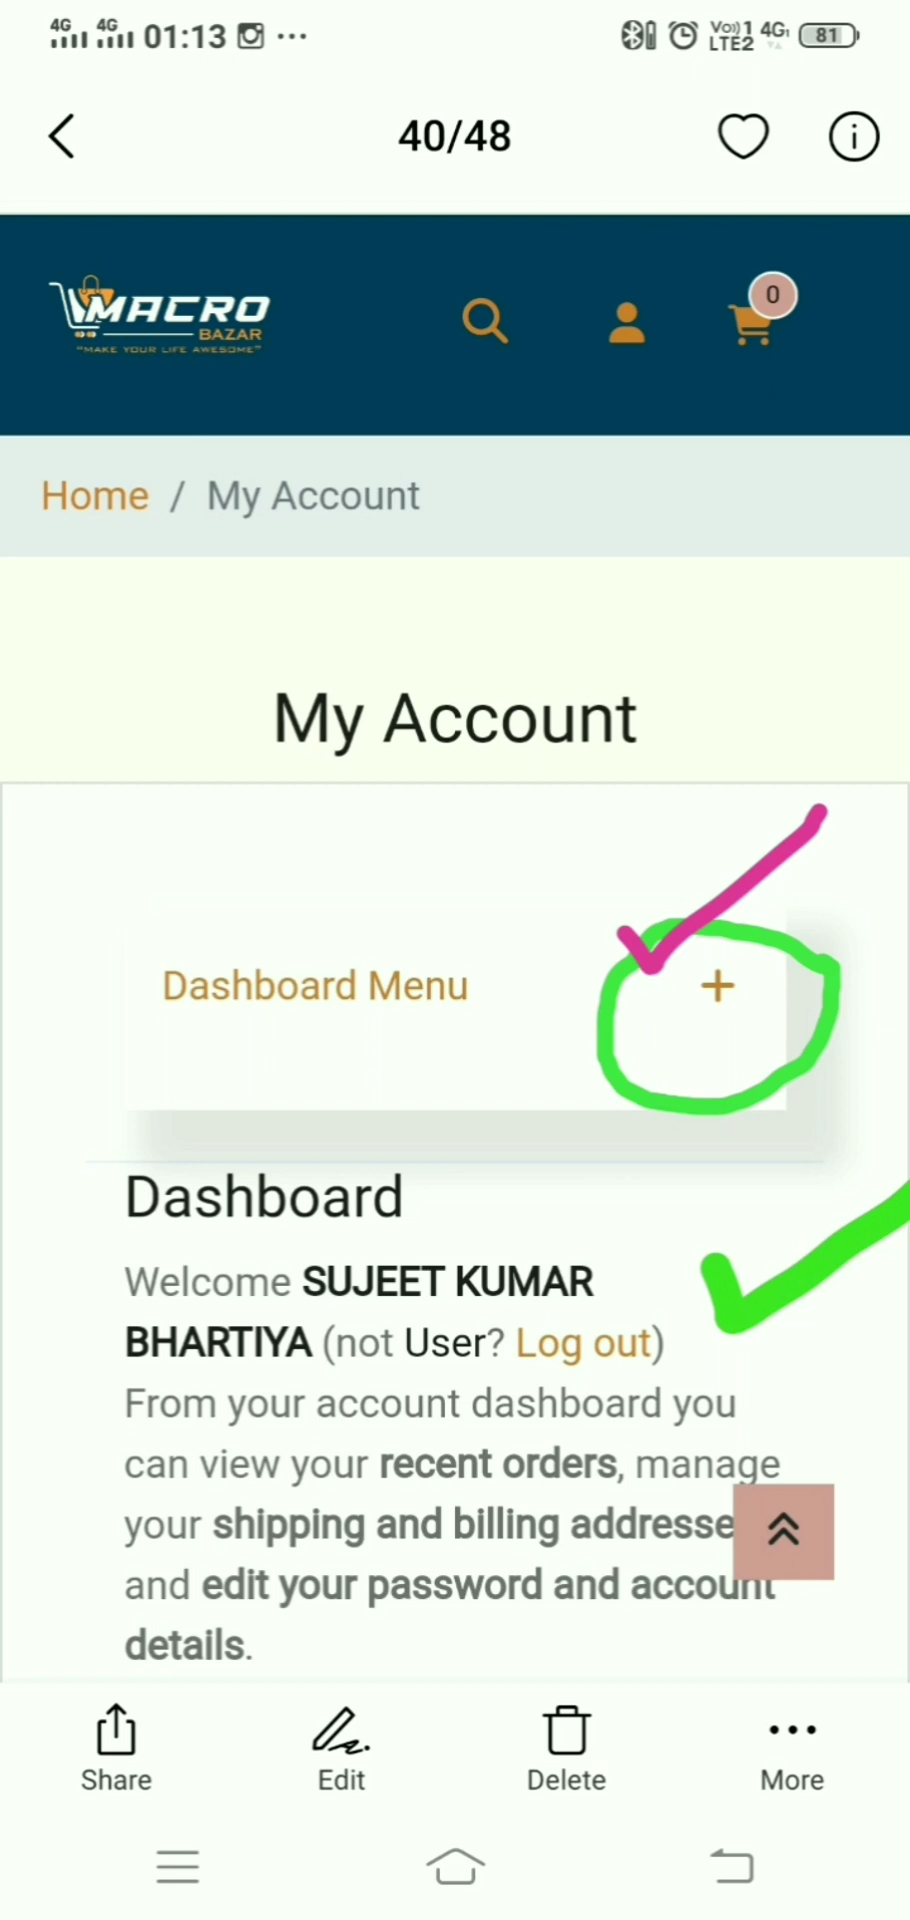 4G 4G 01:13 Vo)) 1 LTE2 4G 81
40/48
MACRO
BAZAR
"MAKE YOUR LIFE AWESOME"
0
Home / My Account
My Account
Dashboard Menu +
Dashboard
Welcome SUJEET KUMAR
BHARTIYA (not User? Log out)
From your account dashboard you
can view your recent orders, manage
your shipping and billing addresse
and edit your password and account
details.
Share Edit Delete More